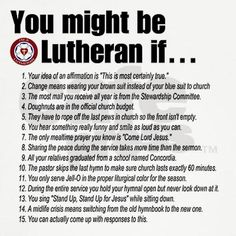 You might be
Lutheran if . . .
1. Your idea of an affirmation is "This is most certainly true."
2. Change means wearing your brown suit instead of your blue suit to church
3. The most mail you receive all year is from the Stewardship Committee.
4. Doughnuts are in the official church budget.
5. They have to rope off the last pews in church so the front isn't empty.
6. You hear something really funny and smile as loud as you can.
7. The only mealtime prayer you know is "Come Lord Jesus."
8. Sharing the peace during the service takes more time than the sermon.
9. All your relatives graduated from a school named Concordia.
10. The pastor skips the last hymn to make sure church lasts exactly 60 minutes.
11. You only serve Jell-O in the proper liturgical color for the season.
12. During the entire service you hold your hymnal open but never look down at it.
13. You sing "Stand Up, Stand Up for Jesus" while sitting down.
14. A midlife crisis means switching from the old hymnbook to the new one.
15. You can actually come up with responses to this.